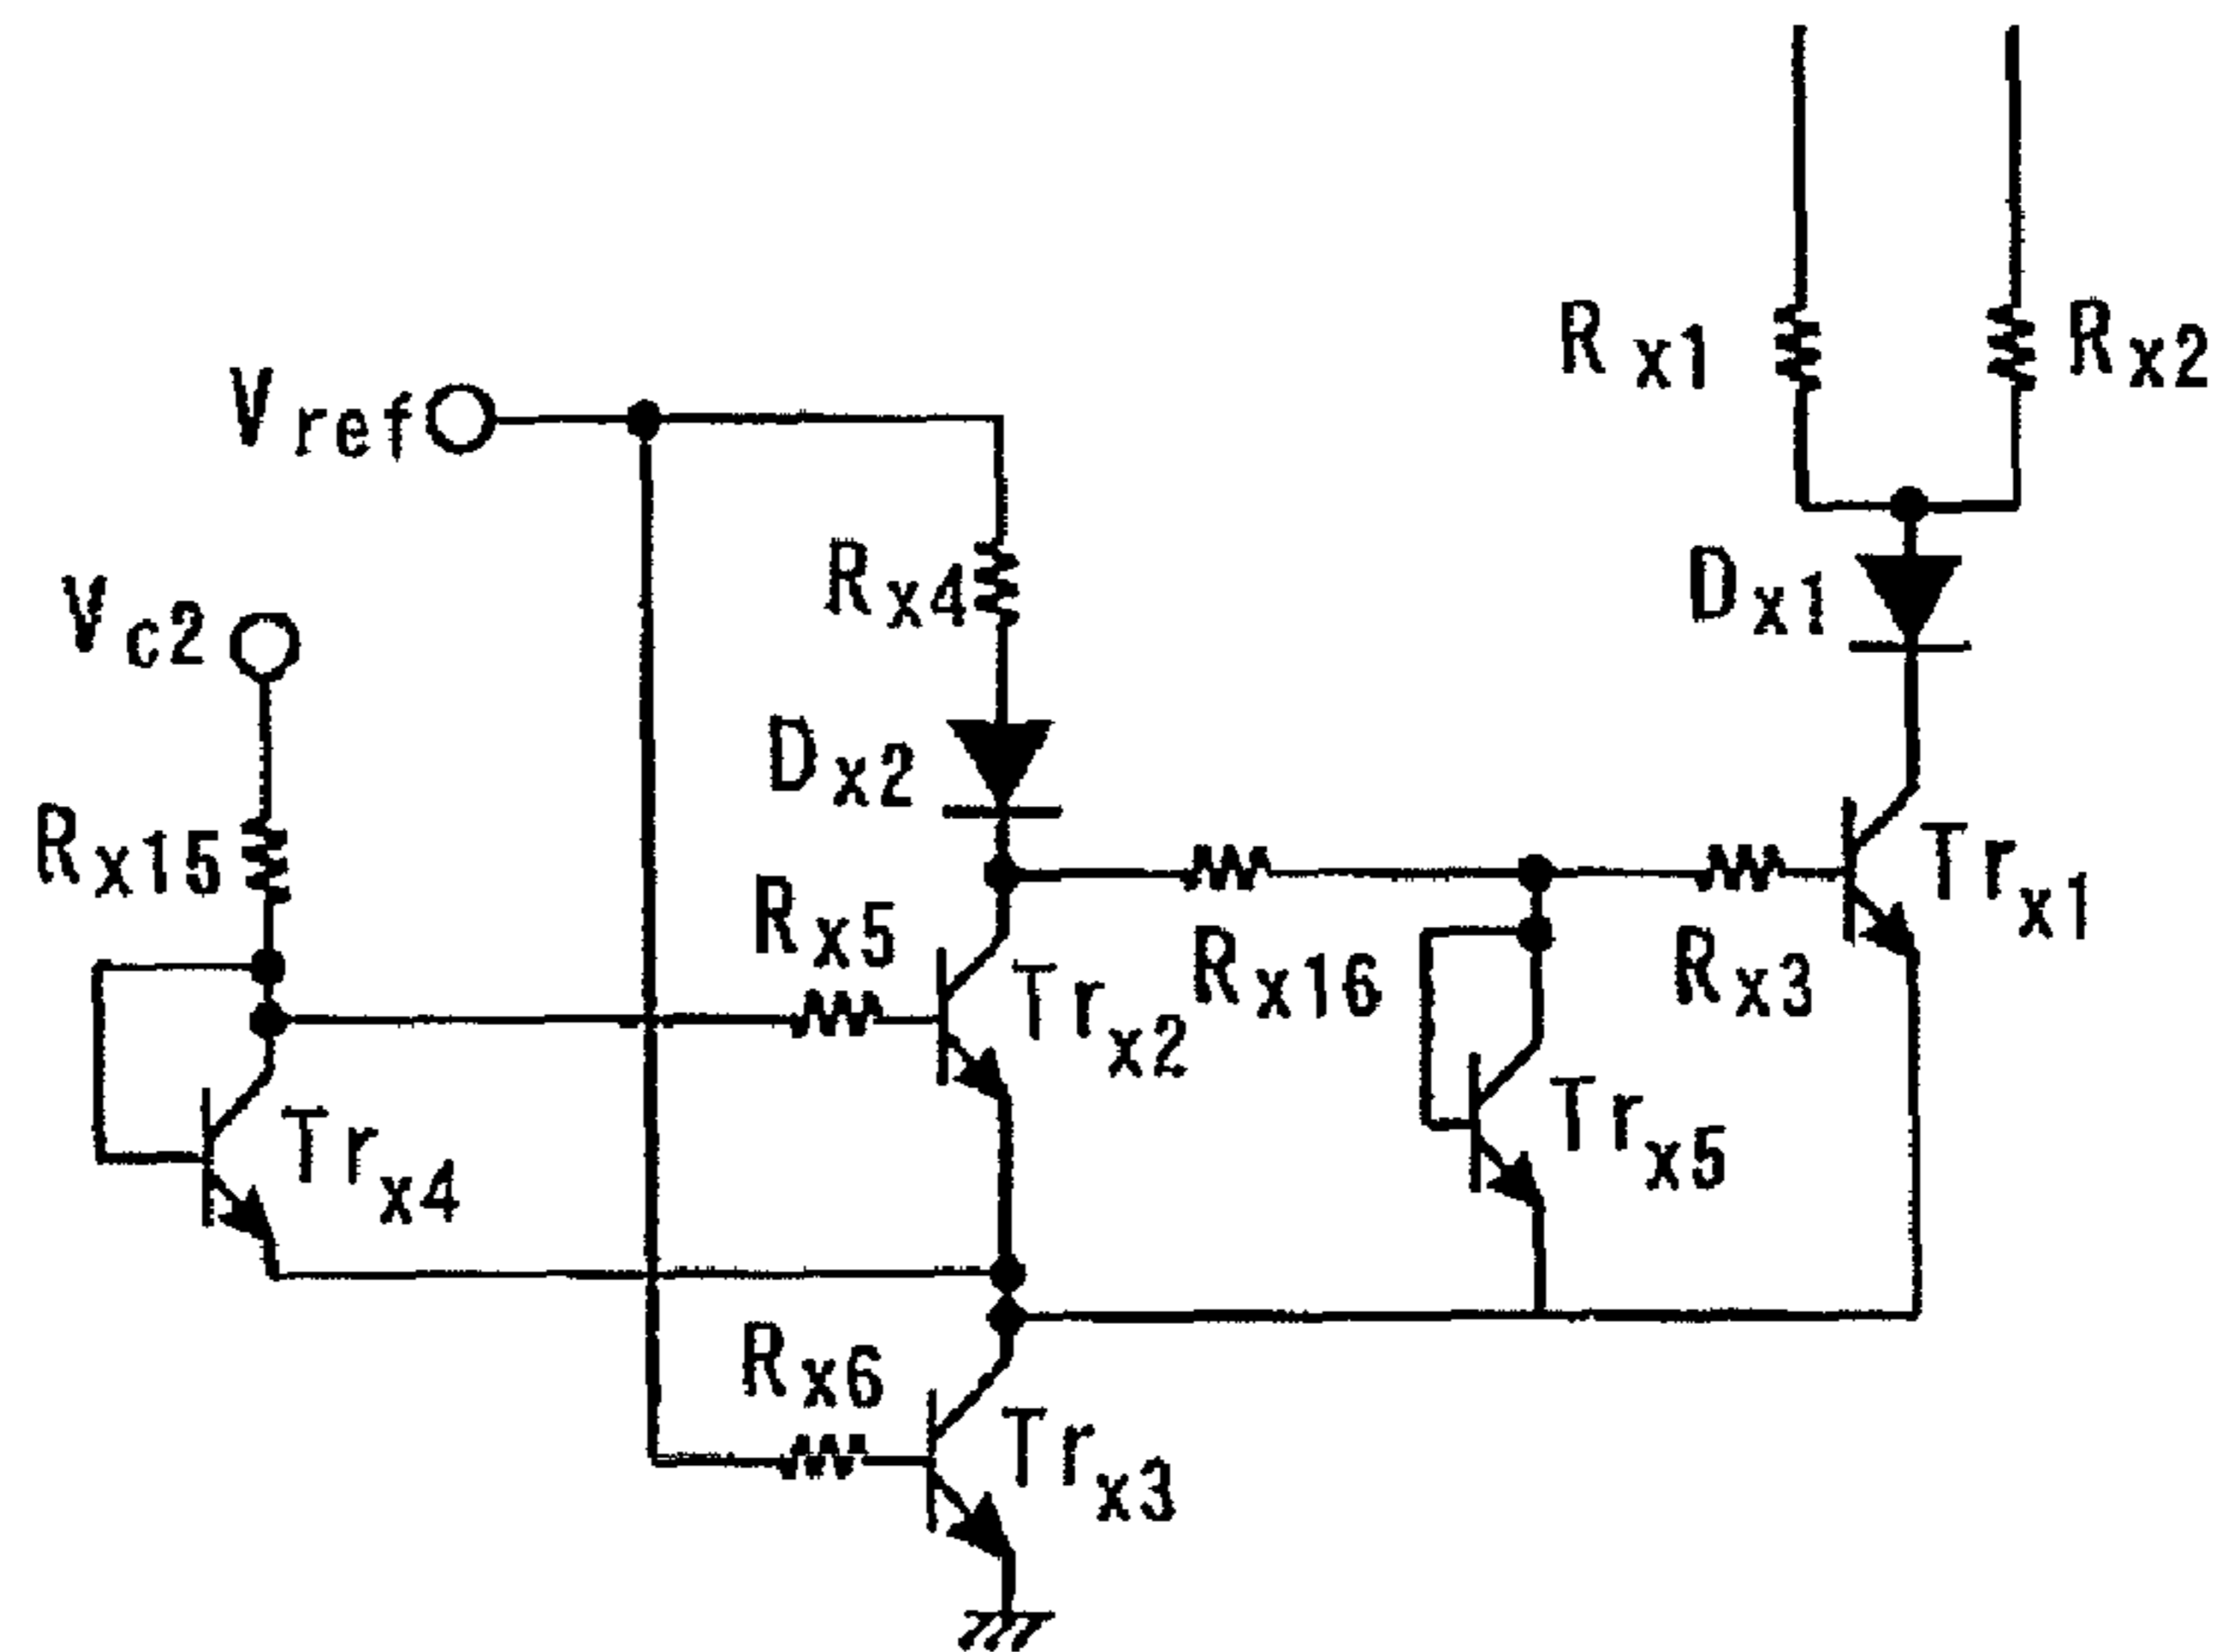 Rx1
Rx2
Vref
Rx4
Dx1
Vc2
Dx2
Rx15
Rx5
Trx1
Rx16
Rx3
Trx2
Trx5
Trx4
Rx6
Trx3